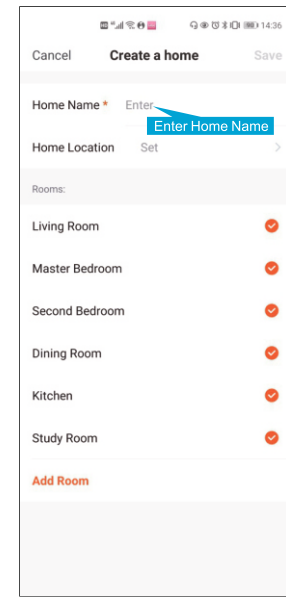 14:36
Cancel Create a home Save
Home Name * Enter
Enter Home Name
Home Location Set
Rooms:
Living Room
Master Bedroom
Second Bedroom
Dining Room
Kitchen
Study Room
Add Room